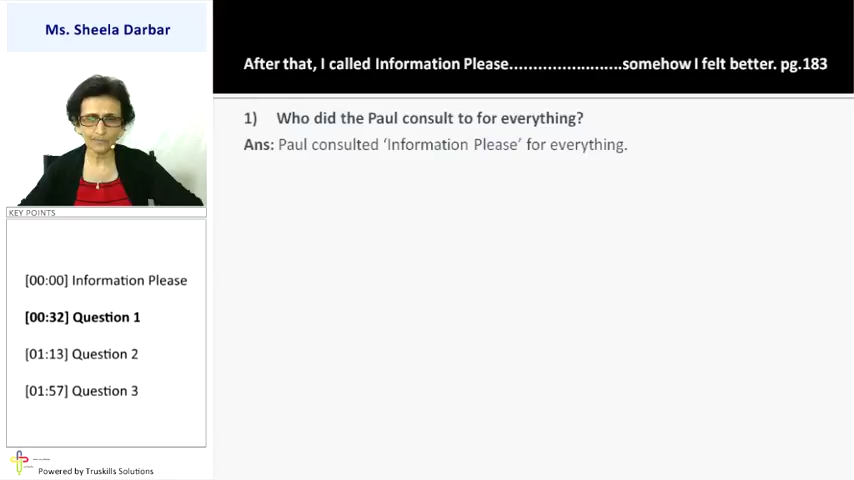 Ms. Sheela Darbar
After that, I called Information Please........................somehow I felt better. pg.183
1) Who did the Paul consult to for everything?
Ans: Paul consulted ‘Information Please’ for everything.
KEY POINTS
[00:00] Information Please
[00:32] Question 1
[01:13] Question 2
[01:57] Question 3
Powered by Truskills Solutions